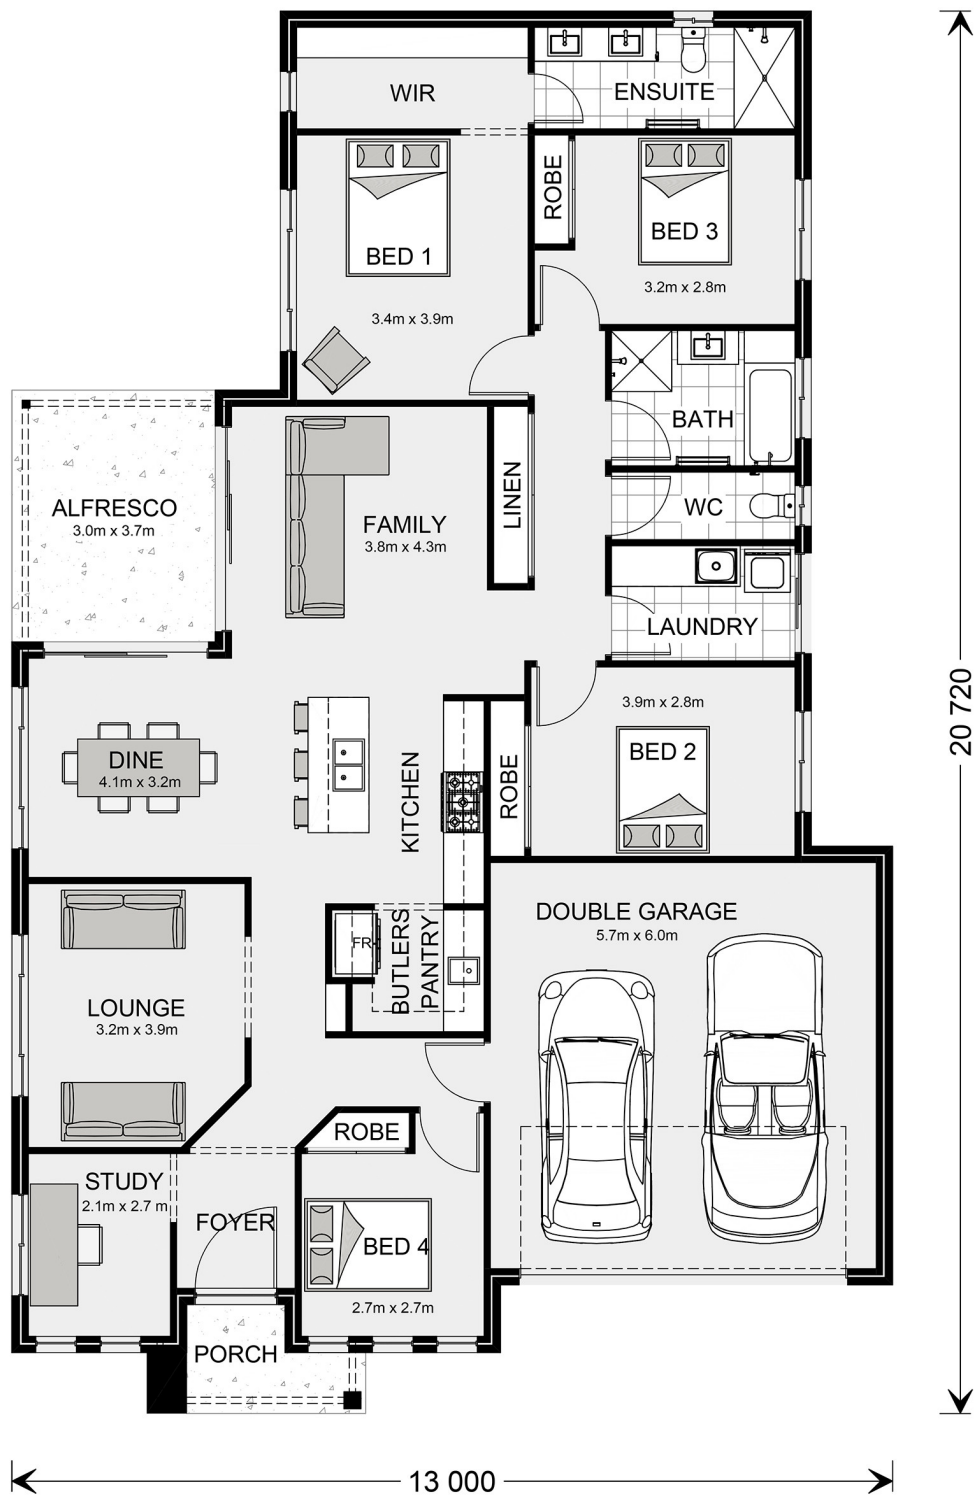 WIR
ENSUITE
ROBE
BED 1
3.4m x 3.9m
BED 3
3.2m x 2.8m
BATH
ALFRESCO
3.0m x 3.7m
FAMILY
3.8m x 4.3m
LINEN
WC
LAUNDRY
3.9m x 2.8m
BED 2
ROBE
DINE
4.1m x 3.2m
KITCHEN
DOUBLE GARAGE
5.7m x 6.0m
FR
BUTLERS
PANTRY
LOUNGE
3.2m x 3.9m
ROBE
STUDY
2.1m x 2.7 m
FOYER
BED 4
2.7m x 2.7m
PORCH
20 720
13 000